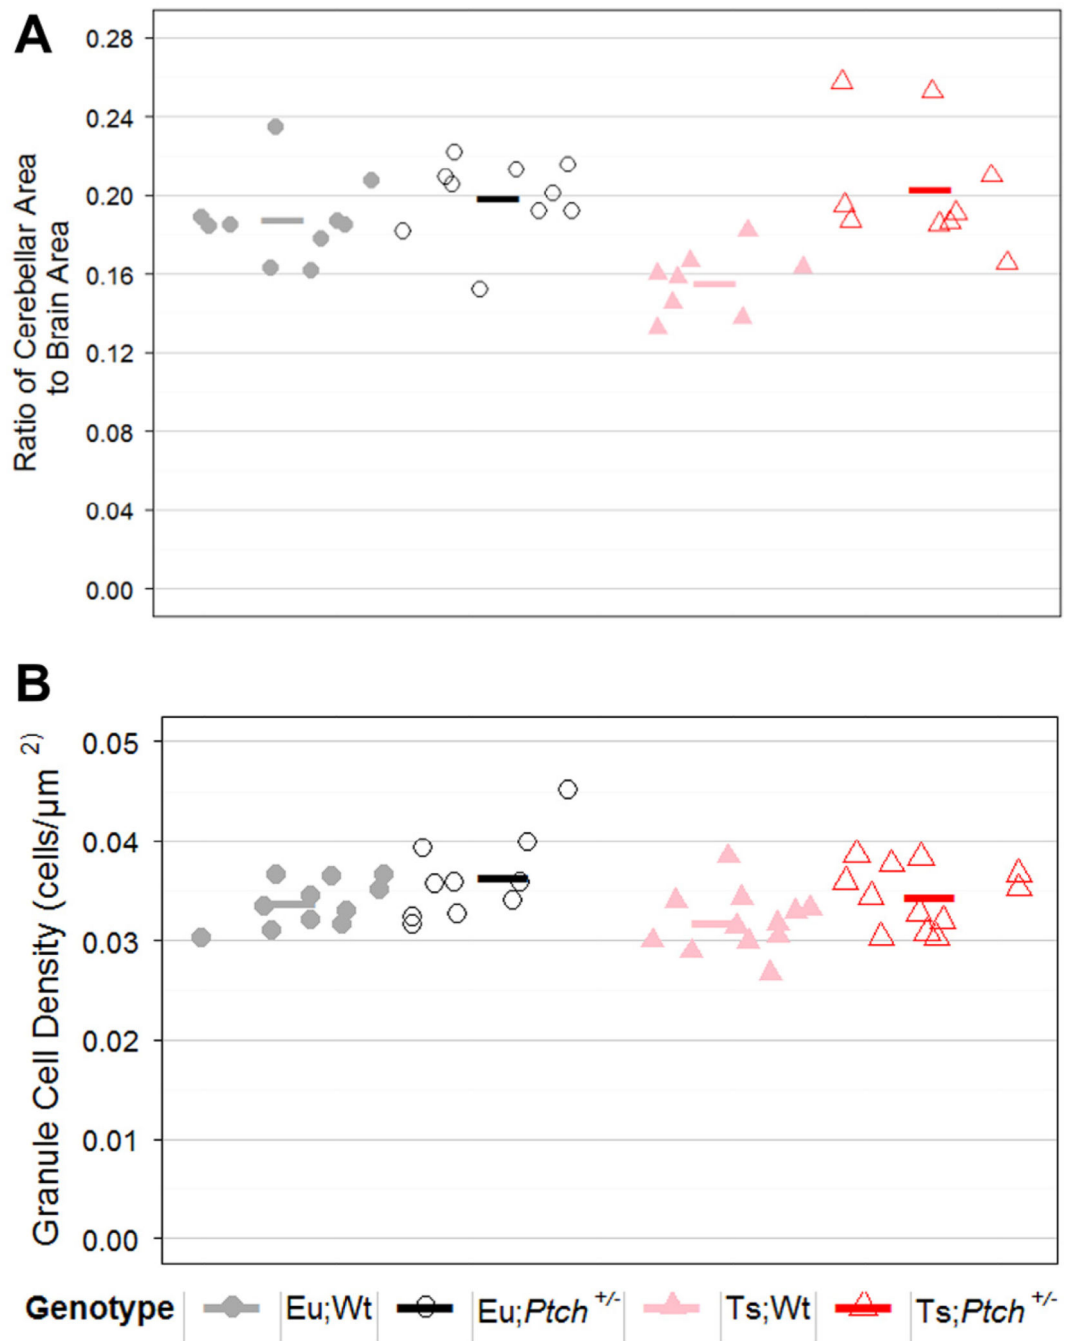 A
Ratio of Cerebellar Area
to Brain Area
0.28
0.24
0.20
0.16
0.12
0.08
0.04
0.00
B
Granule Cell Density (cells/µm 2)
0.05
0.04
0.03
0.02
0.01
0.00
Genotype Eu;Wt Eu;Ptch +/- Ts;Wt Ts;Ptch +/-